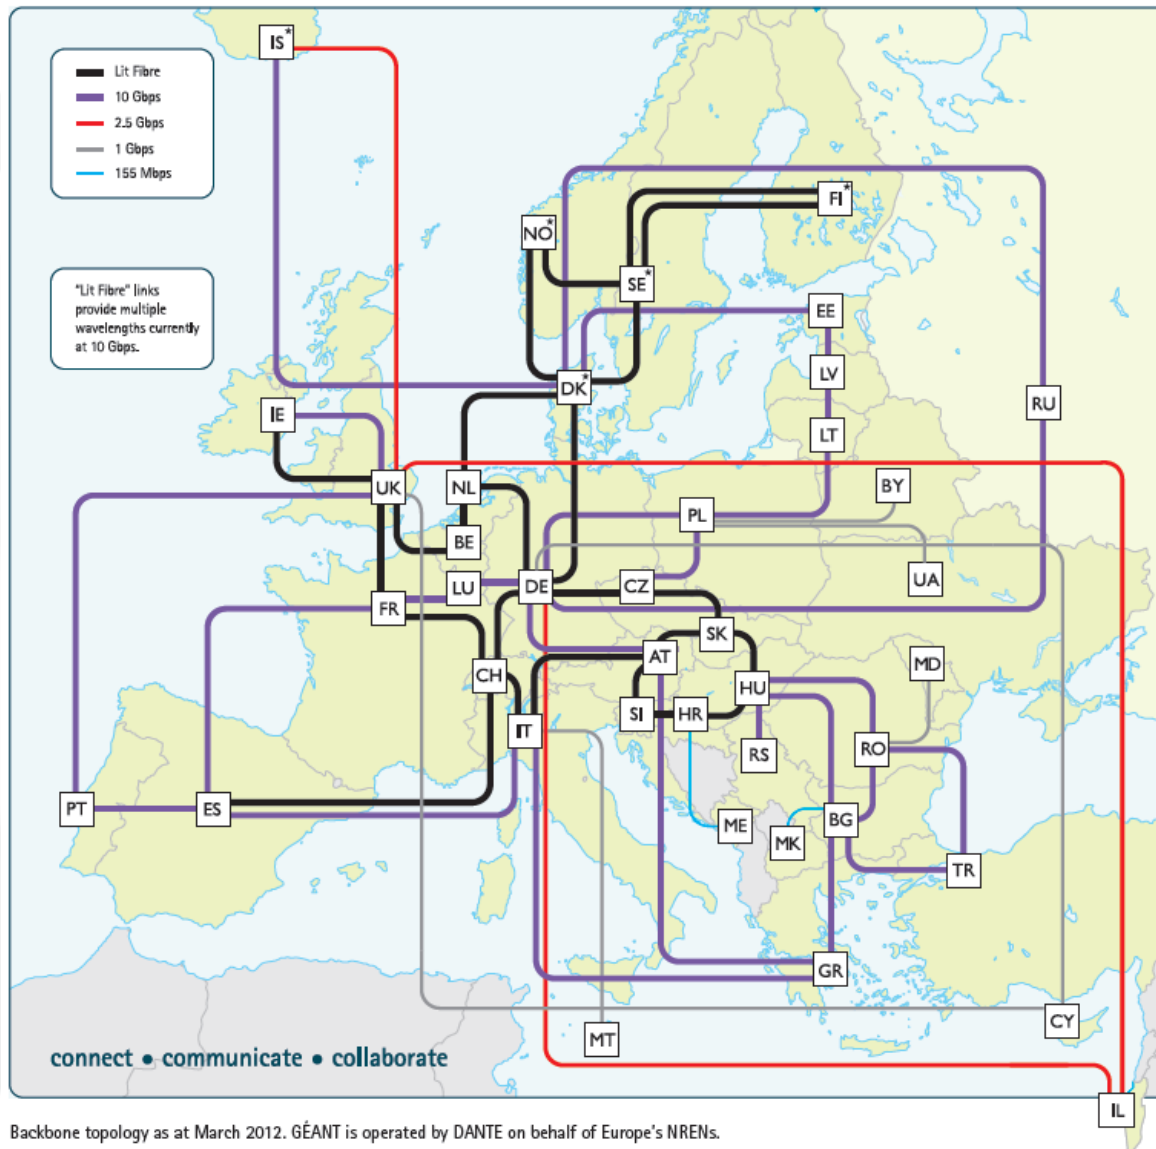 IS*
Lit Fibre
10 Gbps
2.5 Gbps
1 Gbps
155 Mbps
FI*
NO*
SE*
"Lit Fibre" links
provide multiple
wavelengths currently
at 10 Gbps.
EE
LV
DK*
RU
IE
LT
UK
NL
BY
PL
BE
UA
LU
DE
CZ
FR
SK
AT
MD
CH
HU
SI
HR
IT
RO
RS
PT
ES
BG
ME
MK
TR
GR
CY
MT
connect • communicate • collaborate
IL
Backbone topology as at March 2012. GÉANT is operated by DANTE on behalf of Europe's NRENs.